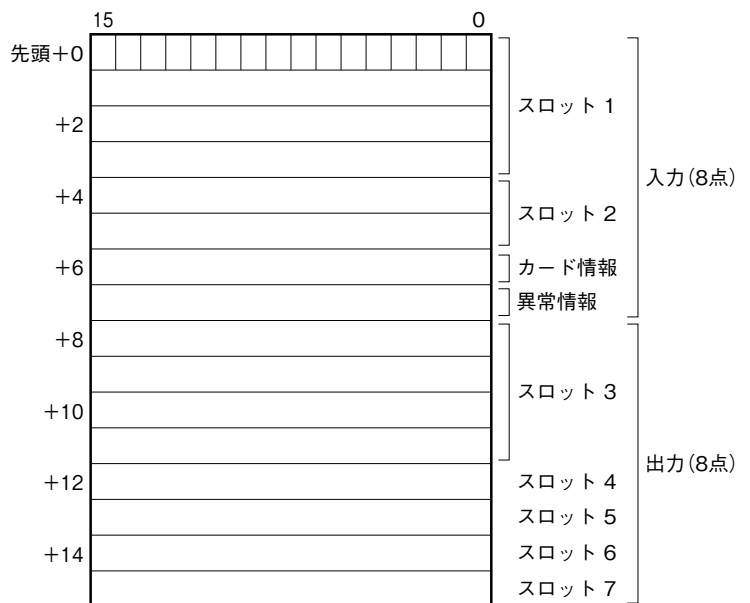 15 0
先頭+0
+2
+4
+6
+8
+10
+12
+14
スロット 1
スロット 2
カード情報
異常情報
スロット 3
スロット 4
スロット 5
スロット 6
スロット 7
入力(8点)
出力(8点)